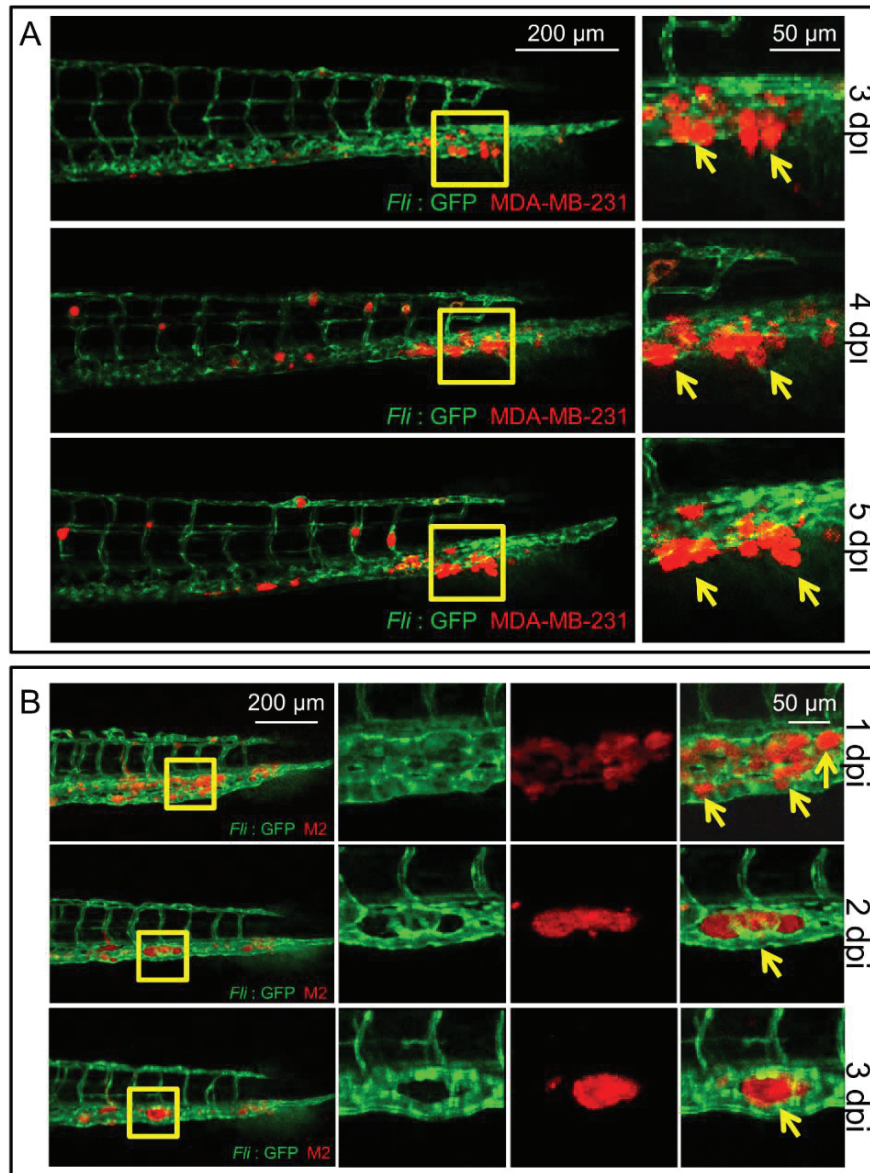 A
200 µm
50 µm
3 dpi
Fli : GFP MDA-MB-231
4 dpi
Fli : GFP MDA-MB-231
5 dpi
Fli : GFP MDA-MB-231
B
200 µm
50 µm
1 dpi
Fli : GFP M2
2 dpi
Fli : GFP M2
3 dpi
Fli : GFP M2